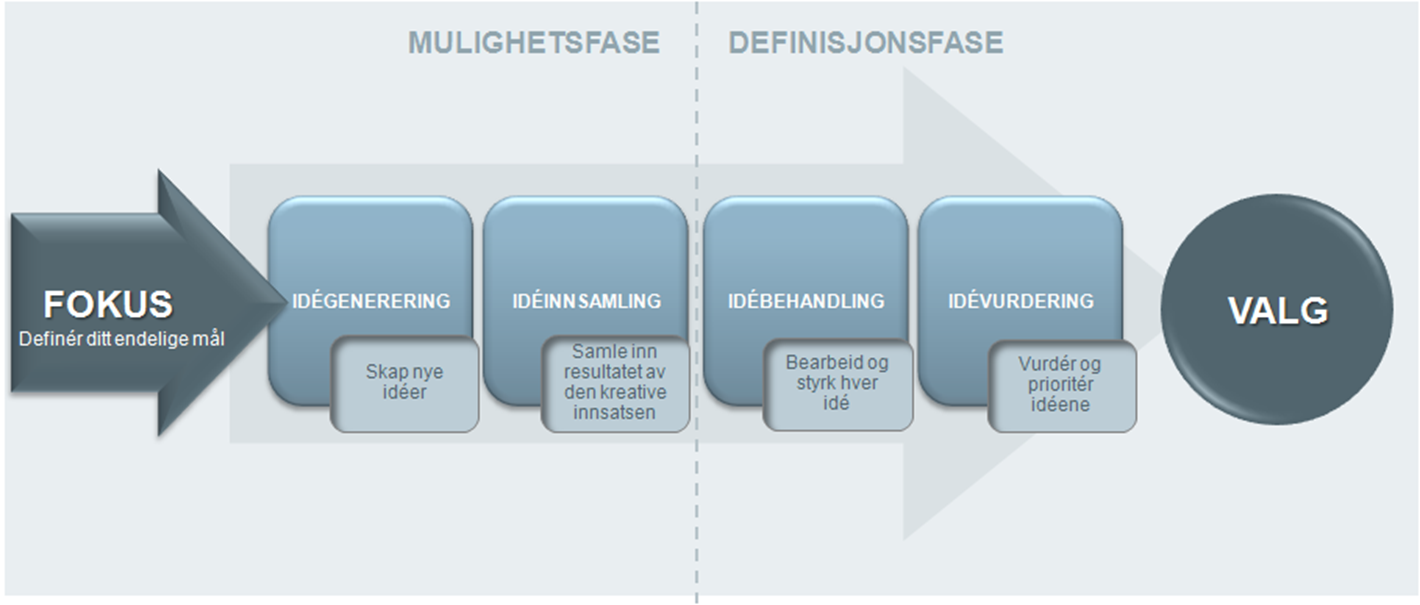 MULIGHETSFASE
DEFINISJONSFASE
FOKUS
Definér ditt endelige mål
IDÉGENERERING
Skap nye
idéer
IDÉINNSAMLING
Samle inn
resultatet av
den kreative
innsatsen
IDÉBEHANDLING
Bearbeid og
styrk hver
idé
IDÉVURDERING
Vurdér og
prioritér
idéene
VALG